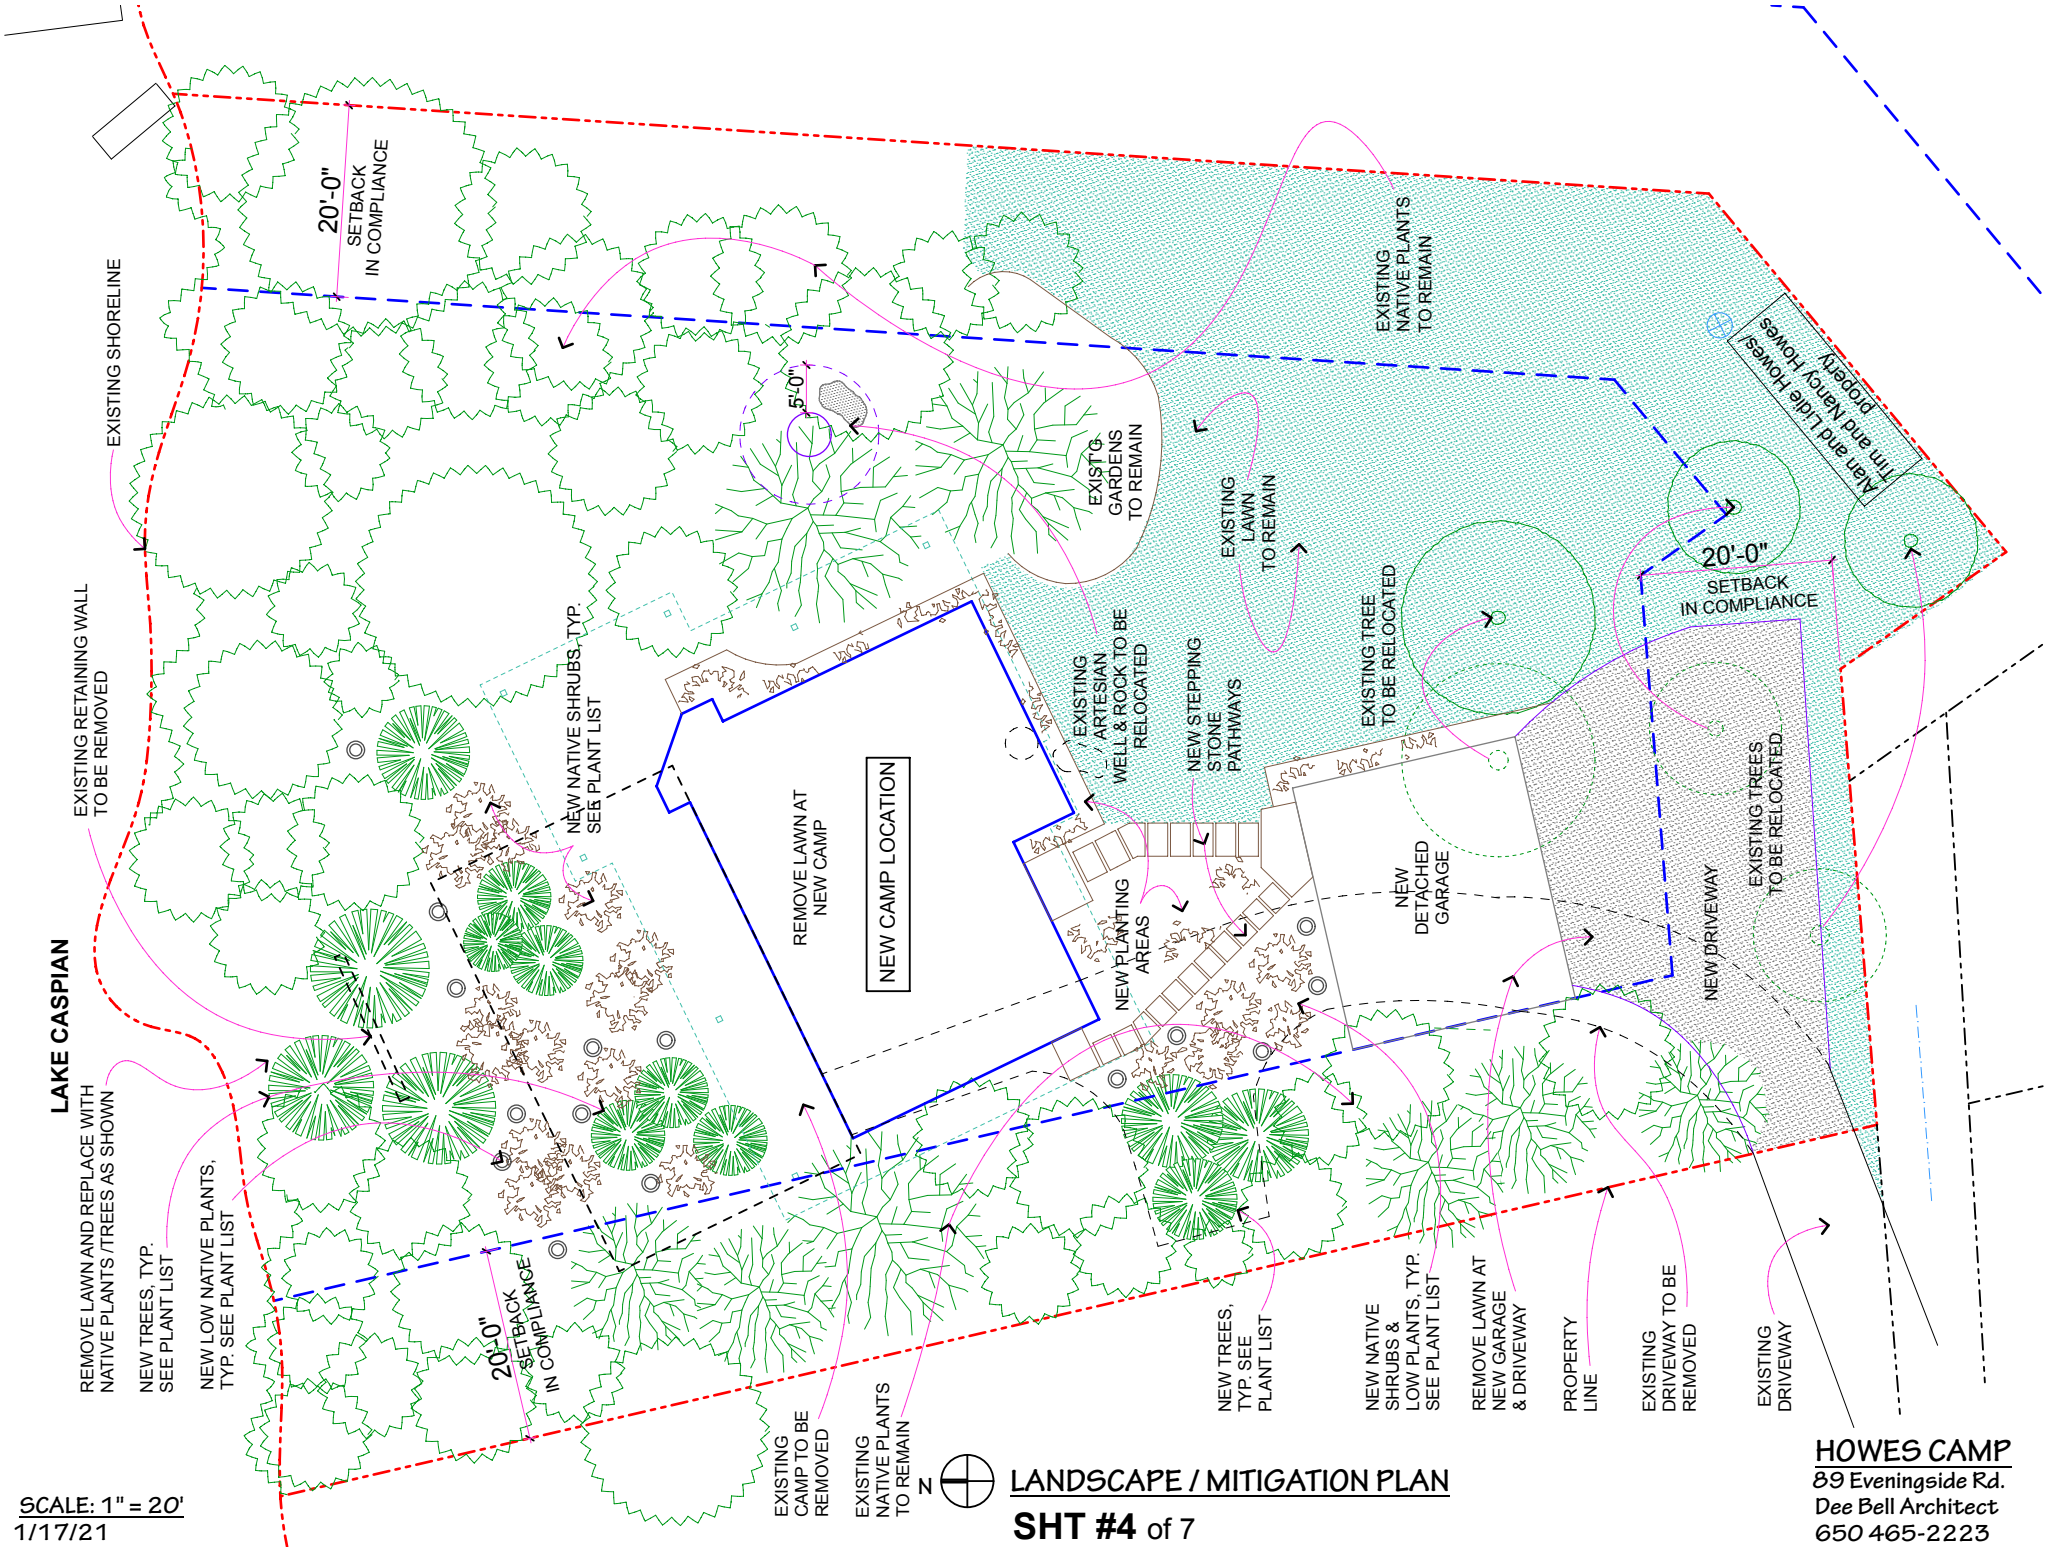 20'-0"
SETBACK
IN COMPLIANCE
EXISTING SHORELINE
EXISTING
NATIVE PLANTS
TO REMAIN
Alan and Lidie Howes/
Tim and Nancy Howes
property
5'-0"
EXIST'G
GARDENS
TO REMAIN
EXISTING
LAWN
TO REMAIN
20'-0"
SETBACK
IN COMPLIANCE
EXISTING RETAINING WALL
TO BE REMOVED
NEW NATIVE SHRUBS, TYP.
SEE PLANT LIST
EXISTING
ARTESIAN
WELL & ROCK TO BE
RELOCATED
NEW STEPPING
STONE
PATHWAYS
EXISTING TREE
TO BE RELOCATED
EXISTING TREES
TO BE RELOCATED
REMOVE LAWN AT
NEW CAMP
NEW CAMP LOCATION
NEW PLANTING
AREAS
NEW
DETACHED
GARAGE
NEW DRIVEWAY
LAKE CASPIAN
REMOVE LAWN AND REPLACE WITH
NATIVE PLANTS /TREES AS SHOWN
NEW TREES, TYP.
SEE PLANT LIST
NEW LOW NATIVE PLANTS,
TYP. SEE PLANT LIST
20'-0"
SETBACK
IN COMPLIANCE
EXISTING
CAMP TO BE
REMOVED
EXISTING
NATIVE PLANTS
TO REMAIN
NEW TREES,
TYP. SEE
PLANT LIST
NEW NATIVE
SHRUBS &
LOW PLANTS, TYP.
SEE PLANT LIST
REMOVE LAWN AT
NEW GARAGE
& DRIVEWAY
PROPERTY
LINE
EXISTING
DRIVEWAY TO BE
REMOVED
EXISTING
DRIVEWAY
N
LANDSCAPE / MITIGATION PLAN
SHT #4 of 7
SCALE: 1" = 20'
1/17/21
HOWES CAMP
89 Eveningside Rd.
Dee Bell Architect
650 465-2223